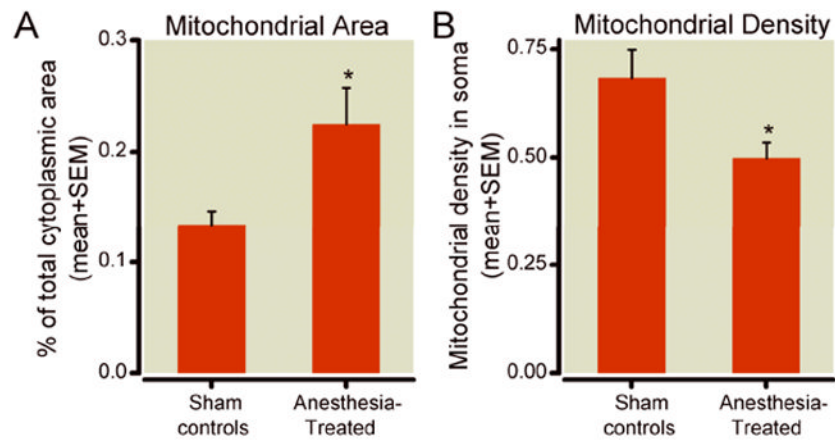 A
Mitochondrial Area
% of total cytoplasmic area
(mean+SEM)
0.3
0.2
0.1
0.0
*
Sham
controls
Anesthesia-
Treated
B
Mitochondrial Density
Mitochondrial density in soma
(mean+SEM)
0.75
0.50
0.25
0.00
*
Sham
controls
Anesthesia-
Treated